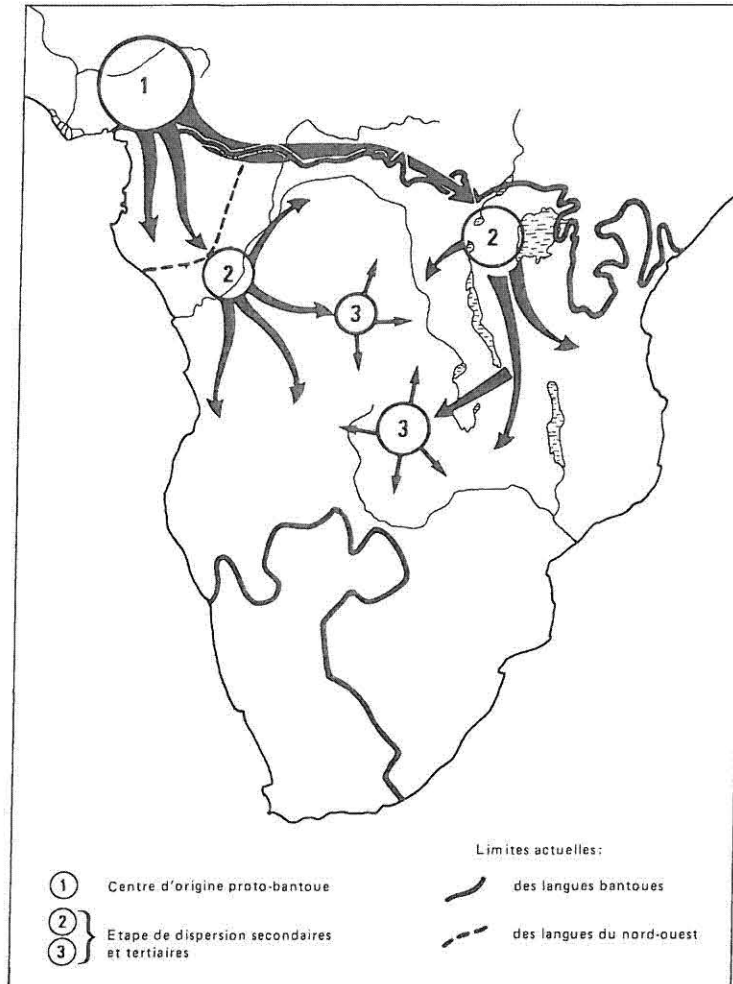 1
2
2
3
3
Limites actuelles:
1 Centre d'origine proto-bantoue
des langues bantoues
2
3
Etape de dispersion secondaires
et tertiaires
des langues du nord-ouest